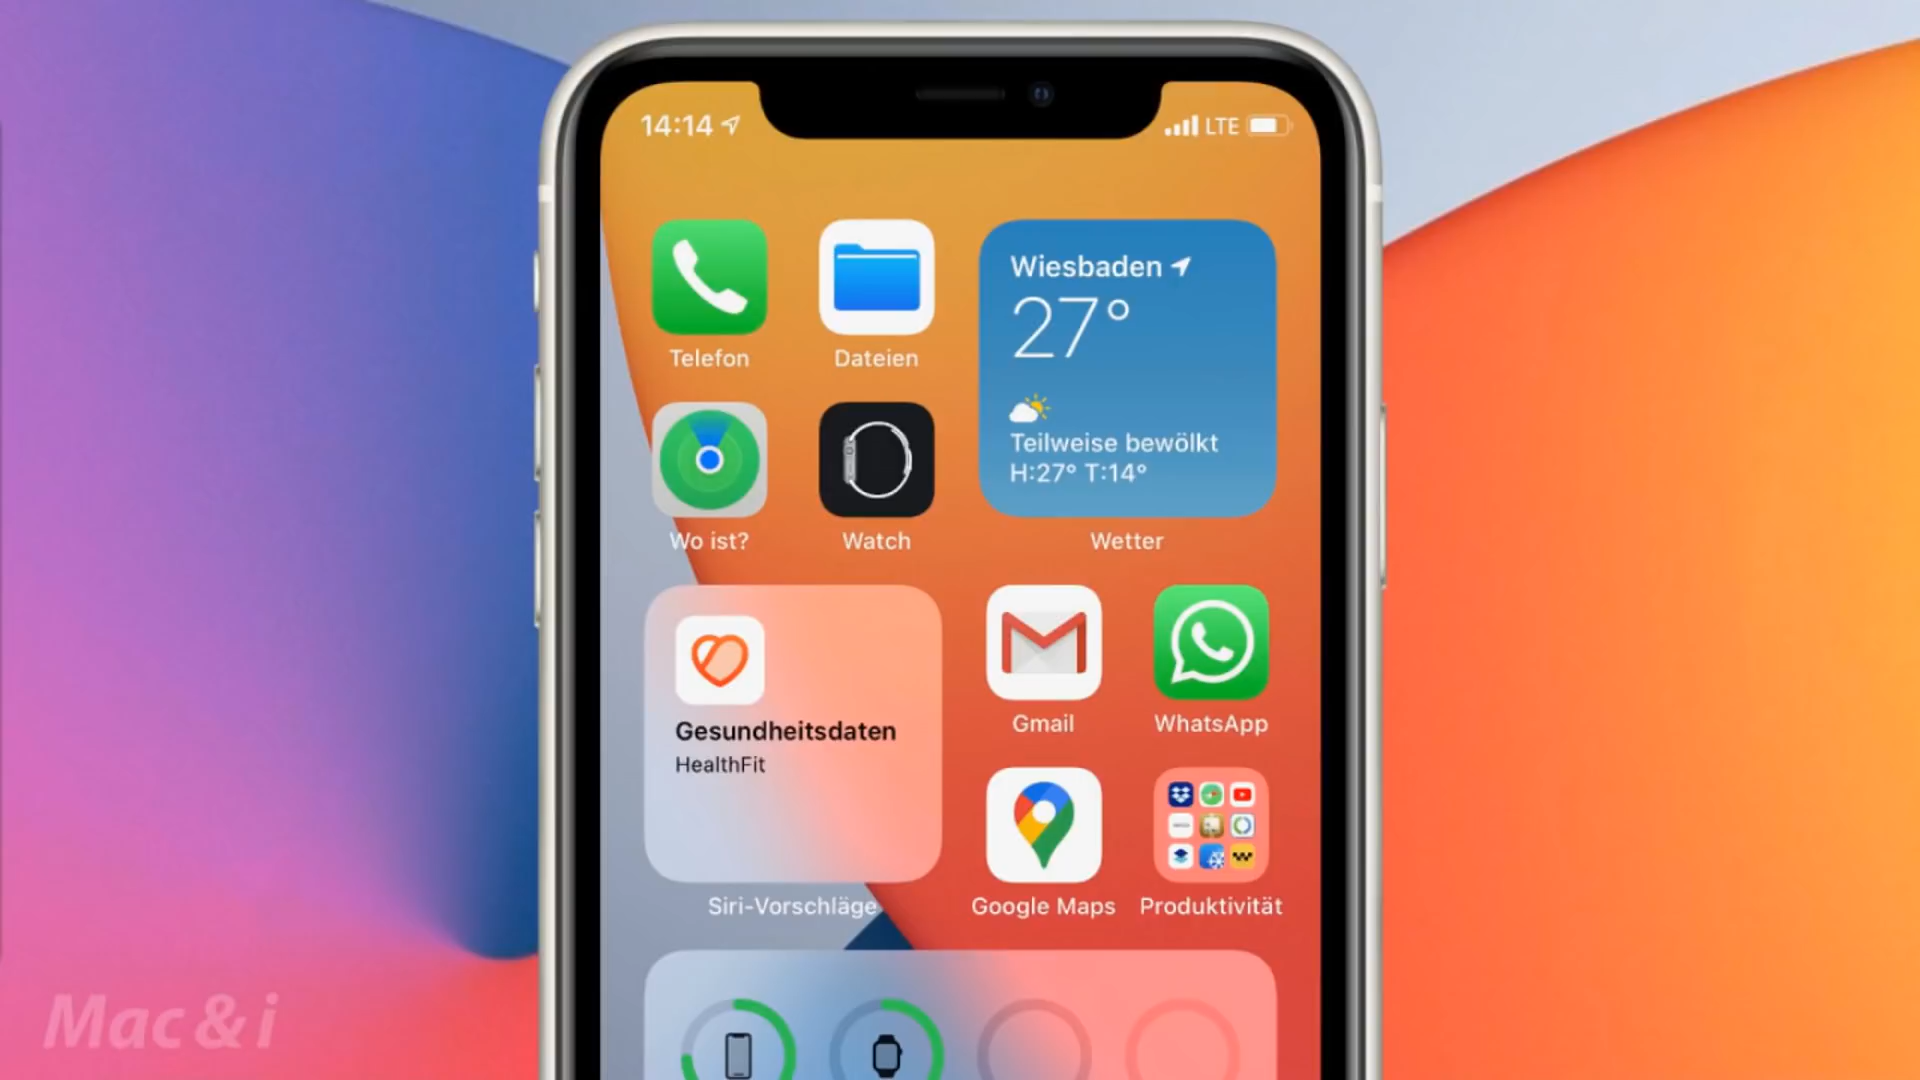 14:14
LTE
Telefon
Dateien
Wiesbaden
27°
Teilweise bewölkt
H:27° T:14°
Wo ist?
Watch
Wetter
Gesundheitsdaten
HealthFit
Gmail
WhatsApp
Siri-Vorschläge
Google Maps
Produktivität
Mac & i